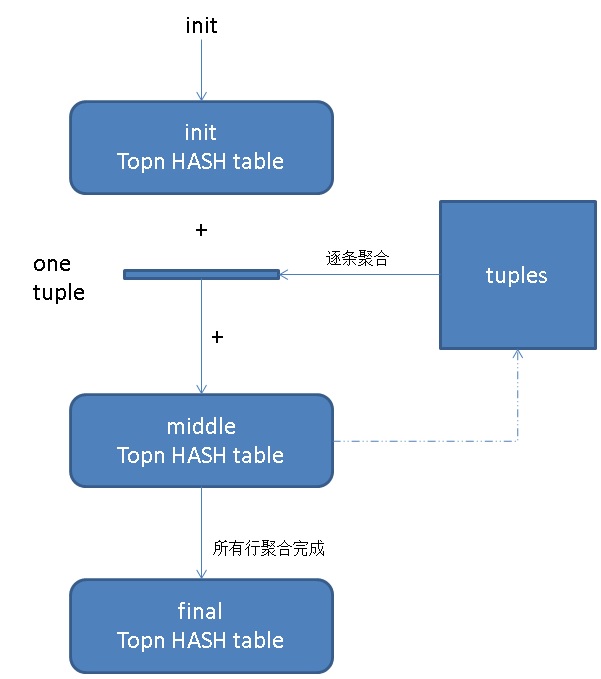 init
init
Topn HASH table
+
one
tuple
逐条聚合
tuples
+
middle
Topn HASH table
所有行聚合完成
final
Topn HASH table